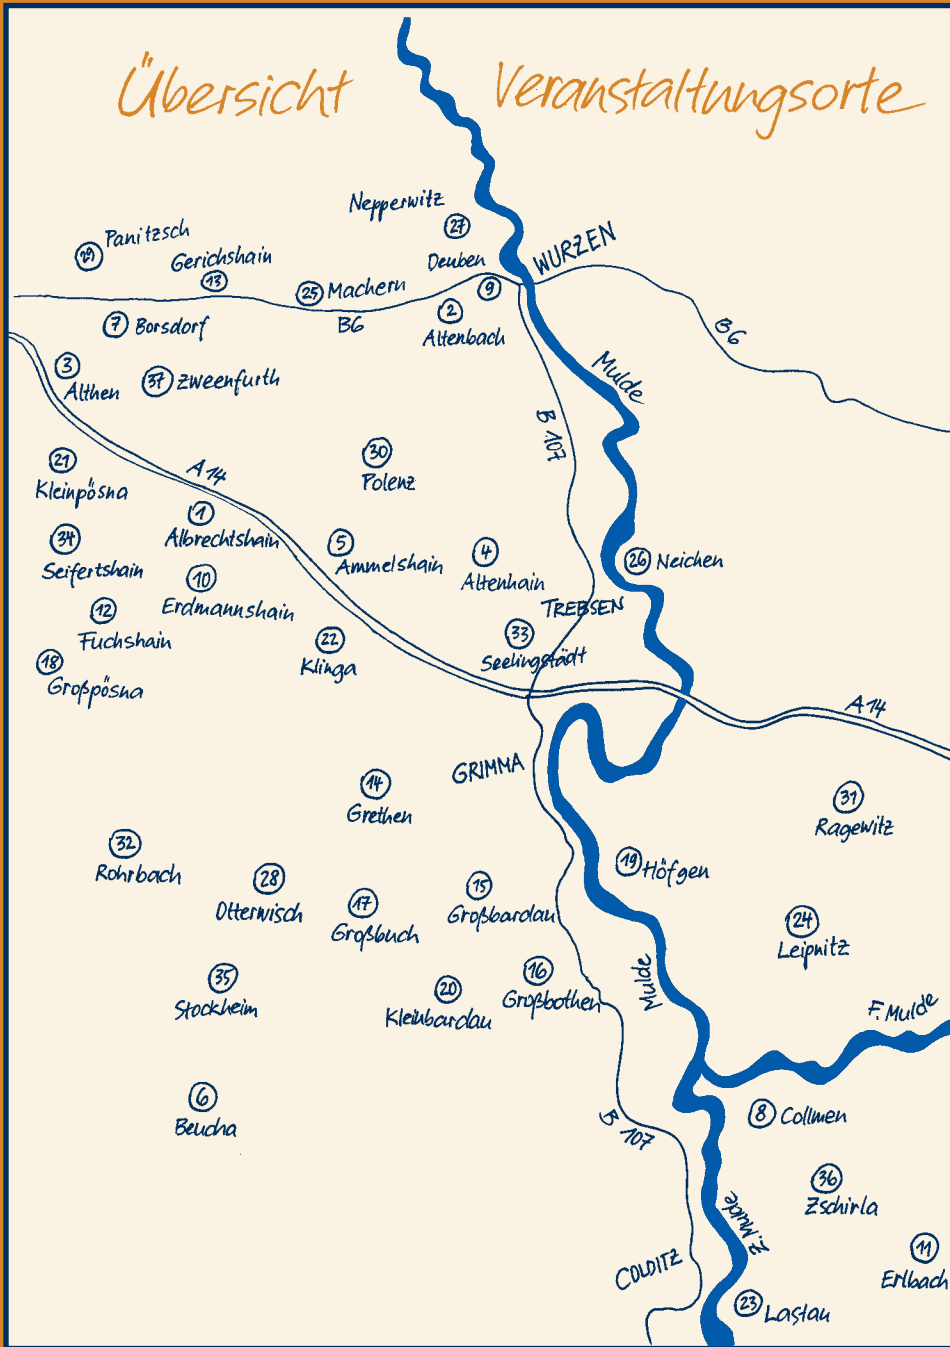 Übersicht Veranstaltungsorte
Nepperwitz
27
Panitzsch
29
Gerichshain
13
Deuben
9
WURZEN
25 Machern
B6
2
Altenbach
7 Borsdorf
B6
3
Althen
37 Zweenfurth
Mulde
B 107
21
Kleinpösna
A14
30
Polenz
1
Albrechtshain
34
Seifertshain
5
Ammelshain
4
Altenhain
26 Neichen
10
Erdmannshain
12
Fuchshain
TREBSEN
22
Klinga
33
Seelingstädt
18
Großpösna
A14
GRIMMA
14
Grethen
31
Ragewitz
32
Rohrbach
19 Höfgen
28
Otterwisch
17
Großbuch
15
Großbardau
24
Leipnitz
35
Stockheim
20
Kleinbardau
16
Großbothen
Mulde
F. Mulde
6
Beucha
B 107
8 Collmen
36
Zschirla
Z. Mulde
11
Erlbach
COLDITZ
23 Lastau